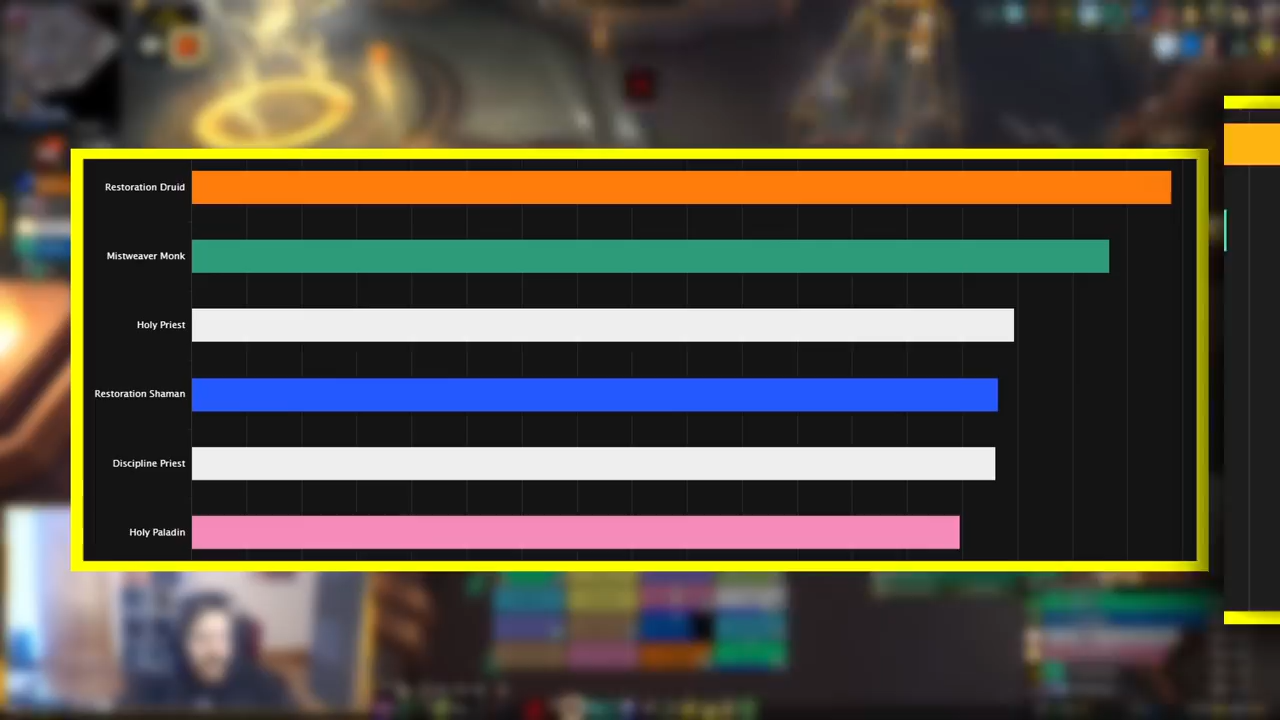 Restoration Druid
Mistweaver Monk
Holy Priest
Restoration Shaman
Discipline Priest
Holy Paladin